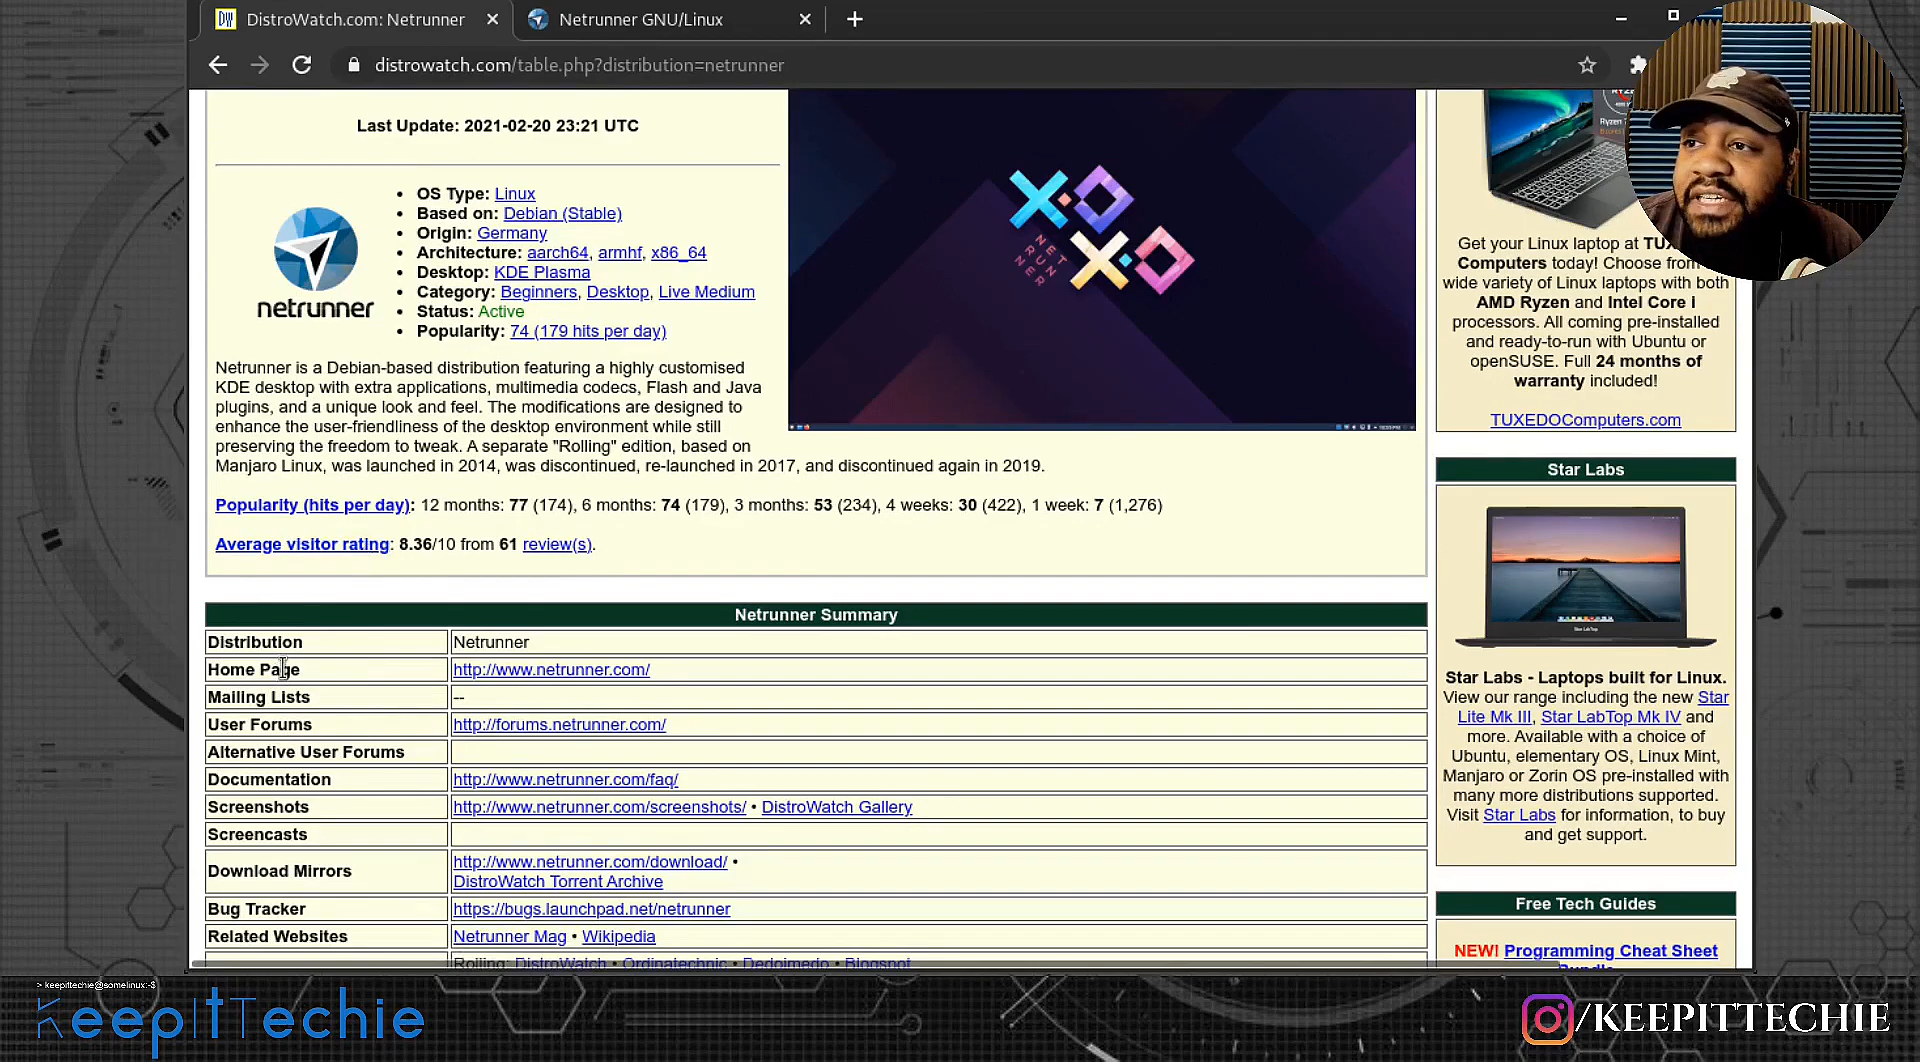 DistroWatch.com: Netrunner
Netrunner GNU/Linux
distrowatch.com/table.php?distribution=netrunner
Last Update: 2021-02-20 23:21 UTC
netrunner
• OS Type: Linux
• Based on: Debian (Stable)
• Origin: Germany
• Architecture: aarch64, armhf, x86_64
• Desktop: KDE Plasma
• Category: Beginners, Desktop, Live Medium
• Status: Active
• Popularity: 74 (179 hits per day)
NET
RUN
NER
Netrunner is a Debian-based distribution featuring a highly customised
KDE desktop with extra applications, multimedia codecs, Flash and Java
plugins, and a unique look and feel. The modifications are designed to
enhance the user-friendliness of the desktop environment while still
preserving the freedom to tweak. A separate "Rolling" edition, based on
Manjaro Linux, was launched in 2014, was discontinued, re-launched in 2017, and discontinued again in 2019.
Popularity (hits per day): 12 months: 77 (174), 6 months: 74 (179), 3 months: 53 (234), 4 weeks: 30 (422), 1 week: 7 (1,276)
Average visitor rating: 8.36/10 from 61 review(s).
Netrunner Summary
Distribution Netrunner
Home Page http://www.netrunner.com/
Mailing Lists --
User Forums http://forums.netrunner.com/
Alternative User Forums
Documentation http://www.netrunner.com/faq/
Screenshots http://www.netrunner.com/screenshots/ • DistroWatch Gallery
Screencasts
Download Mirrors http://www.netrunner.com/download/ •
DistroWatch Torrent Archive
Bug Tracker https://bugs.launchpad.net/netrunner
Related Websites Netrunner Mag • Wikipedia
Rolling: DistroWatch • Ordinatechnic • Dedoimedo • Blogspot
Ryzen
Get your Linux laptop at TUX
Computers today! Choose from
wide variety of Linux laptops with both
AMD Ryzen and Intel Core i
processors. All coming pre-installed
and ready-to-run with Ubuntu or
openSUSE. Full 24 months of
warranty included!
TUXEDOComputers.com
Star Labs
Star LabTop
Star Labs - Laptops built for Linux.
View our range including the new Star
Lite Mk III, Star LabTop Mk IV and
more. Available with a choice of
Ubuntu, elementary OS, Linux Mint,
Manjaro or Zorin OS pre-installed with
many more distributions supported.
Visit Star Labs for information, to buy
and get support.
Free Tech Guides
NEW! Programming Cheat Sheet
> keepittechie@somelinux:~$
KeepItTechie
/KEEPITTECHIE